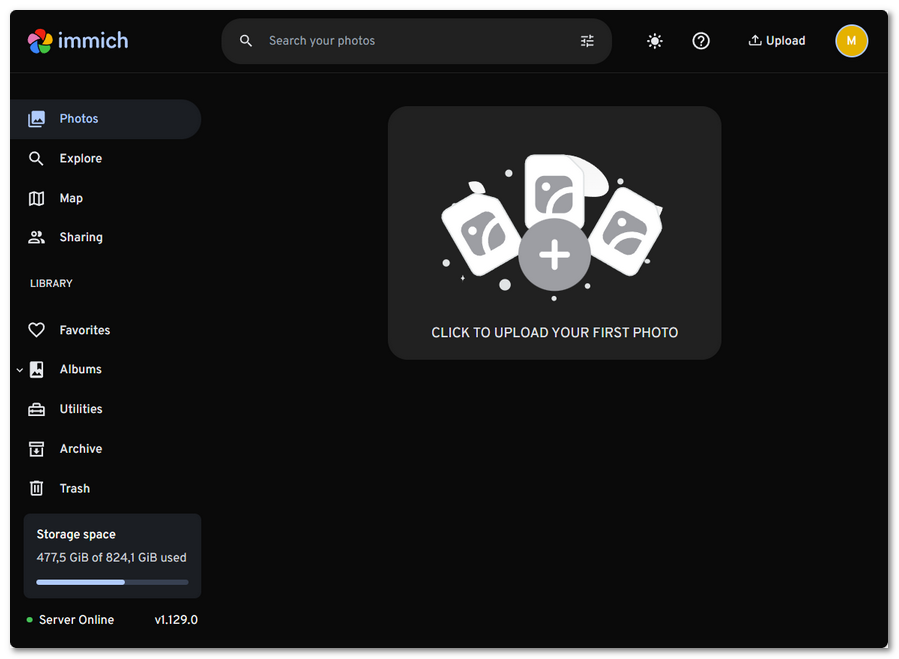 immich
Search your photos
Upload
M
Photos
Explore
Map
Sharing
LIBRARY
Favorites
Albums
Utilities
Archive
Trash
Storage space
477,5 GiB of 824,1 GiB used
Server Online v1.129.0
CLICK TO UPLOAD YOUR FIRST PHOTO